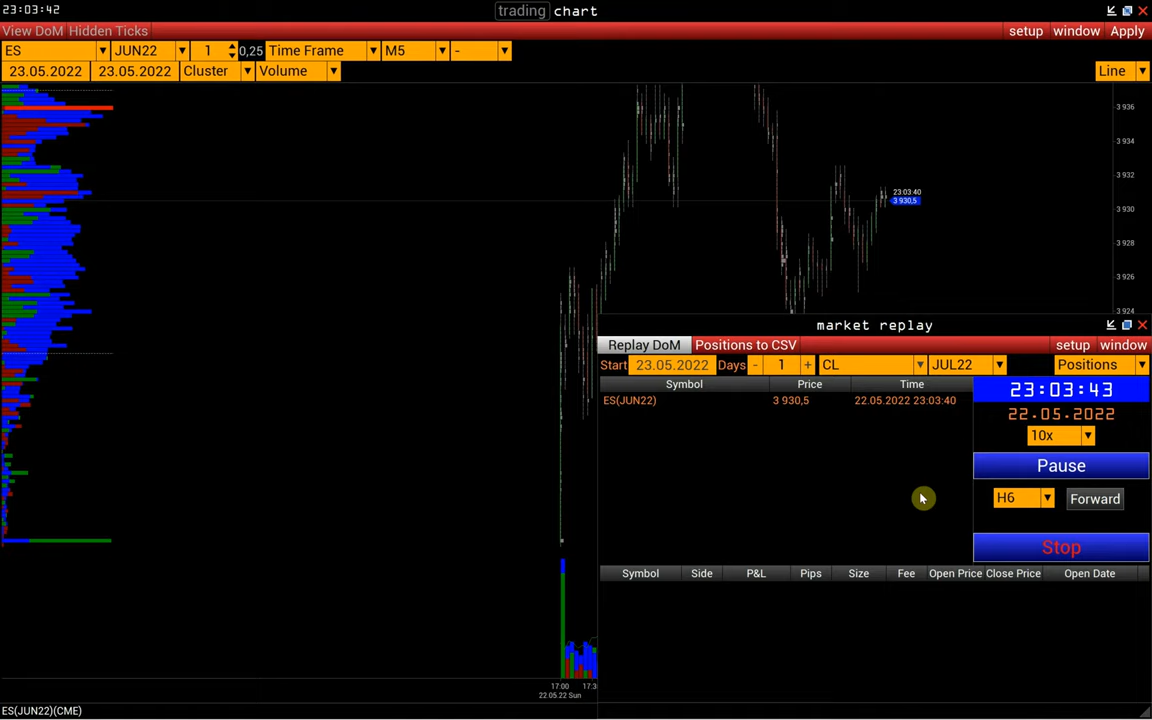 23:03:42
trading chart
View DoM Hidden Ticks
setup window Apply
ES JUN22 1 0,25 Time Frame M5 -
23.05.2022 23.05.2022 Cluster Volume Line
3 936
3 934
3 932
23:03:40
3 930,5
3 930
3 928
3 926
3 924
market replay
Replay DoM Positions to CSV setup window
Start 23.05.2022 Days - 1 + CL JUL22 Positions
Symbol Price Time
ES(JUN22) 3 930,5 22.05.2022 23:03:40
23:03:43
22.05.2022
10x
Pause
H6 Forward
Stop
Symbol Side P&L Pips Size Fee Open Price Close Price Open Date
17:00 17:3
22.05.22 Sun
ES(JUN22)(CME)